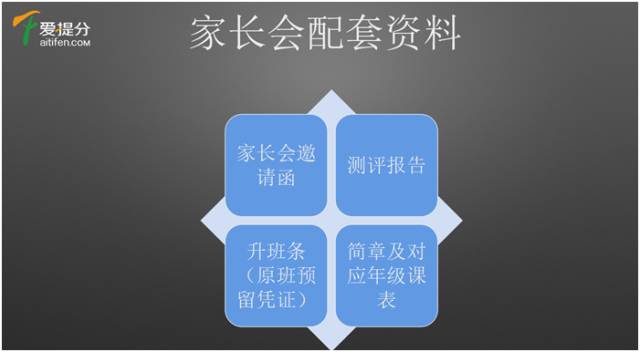 爱提分
aitifen.COM
家长会配套资料
家长会邀
请函
测评报告
升班条
（原班预
留凭证）
简章及对
应年级课
表